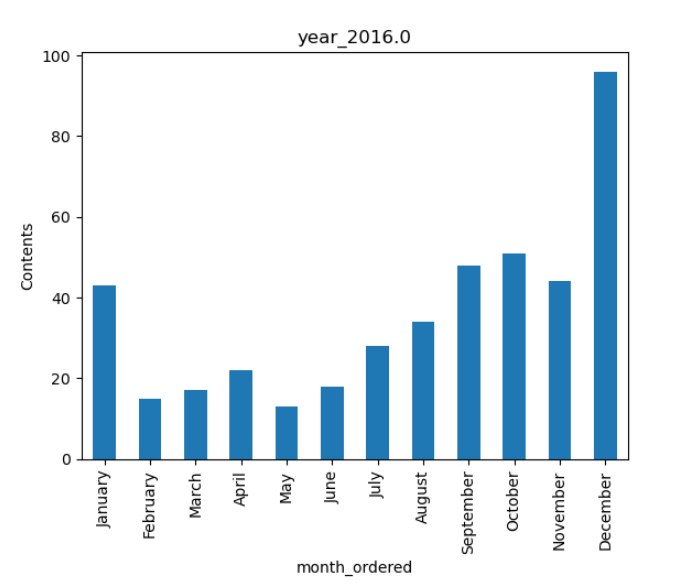 year_2016.0
100
80
60
40
20
0
Contents
January
February
March
April
May
June
July
August
September
October
November
December
month_ordered